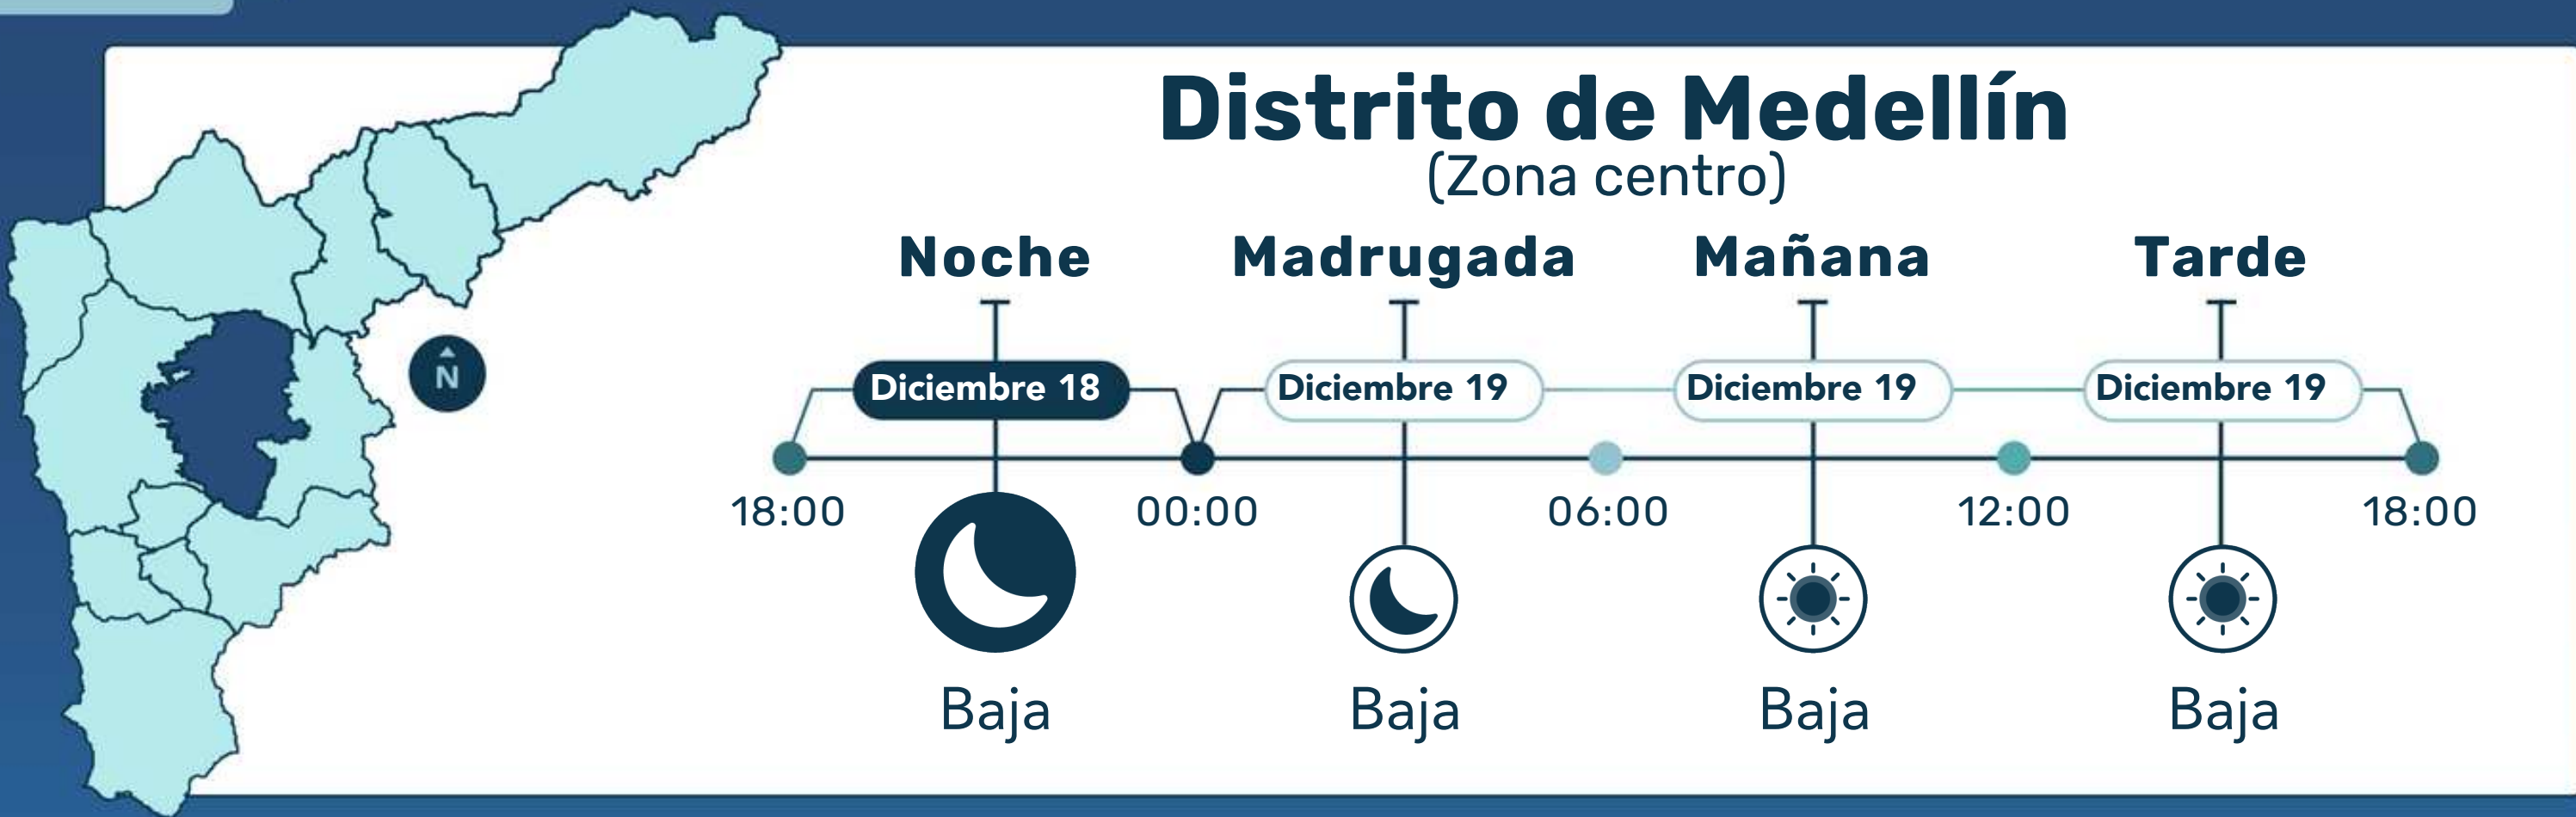 Distrito de Medellín
(Zona centro)
Noche Madrugada Mañana Tarde
Diciembre 18 Diciembre 19 Diciembre 19 Diciembre 19
N
18:00 00:00 06:00 12:00 18:00
Baja Baja Baja Baja